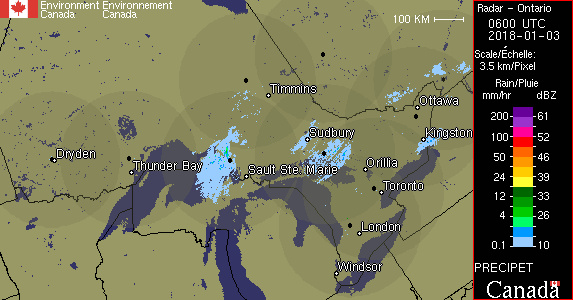 Environment Environnement
Canada Canada
100 KM
Timmins
Ottawa
Sudbury
Kingston
Dryden
Thunder Bay
Sault Ste. Marie
Orillia
Toronto
London
Windsor
Radar - Ontario
0600 UTC
2018-01-03
Scale/Échelle:
3.5 km/Pixel
Rain/Pluie
mm/hr dBZ
200 61
100 52
50 46
24 39
12 33
4 26
0.1 10
PRECIPET
Canada